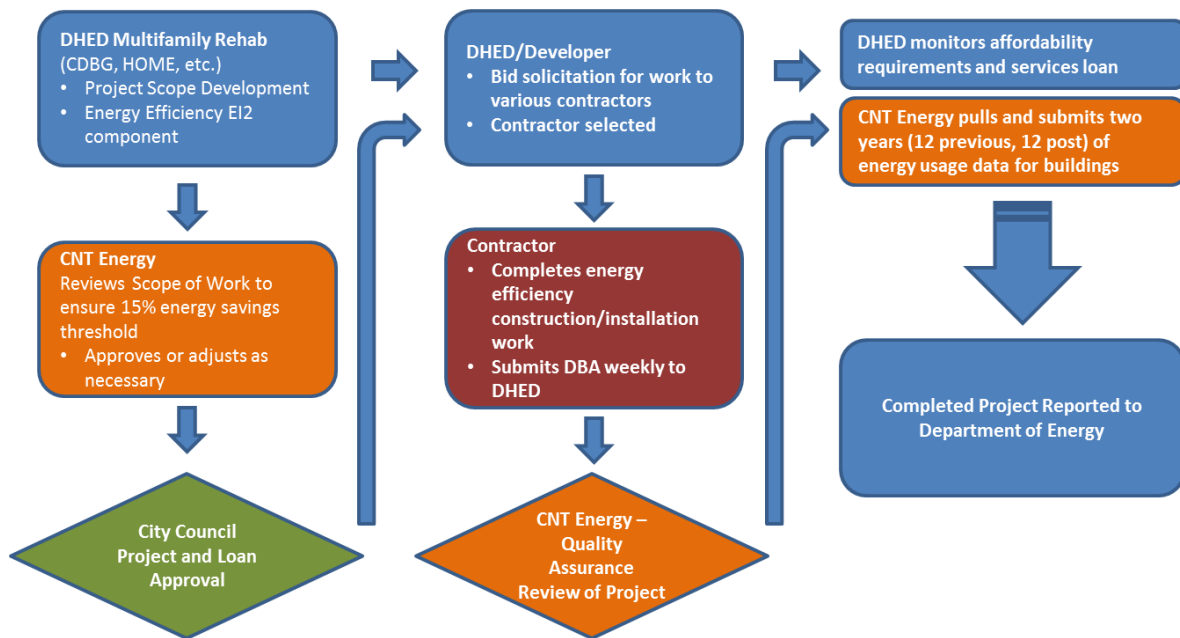 DHED Multifamily Rehab
(CDBG, HOME, etc.)
• Project Scope Development
• Energy Efficiency EI2
component
CNT Energy
Reviews Scope of Work to
ensure 15% energy savings
threshold
• Approves or adjusts as
necessary
City Council
Project and Loan
Approval
DHED/Developer
• Bid solicitation for work to
various contractors
• Contractor selected
Contractor
• Completes energy
efficiency
construction/installation
work
• Submits DBA weekly to
DHED
CNT Energy –
Quality
Assurance
Review of Project
DHED monitors affordability
requirements and services loan
CNT Energy pulls and submits two
years (12 previous, 12 post) of
energy usage data for buildings
Completed Project Reported to
Department of Energy